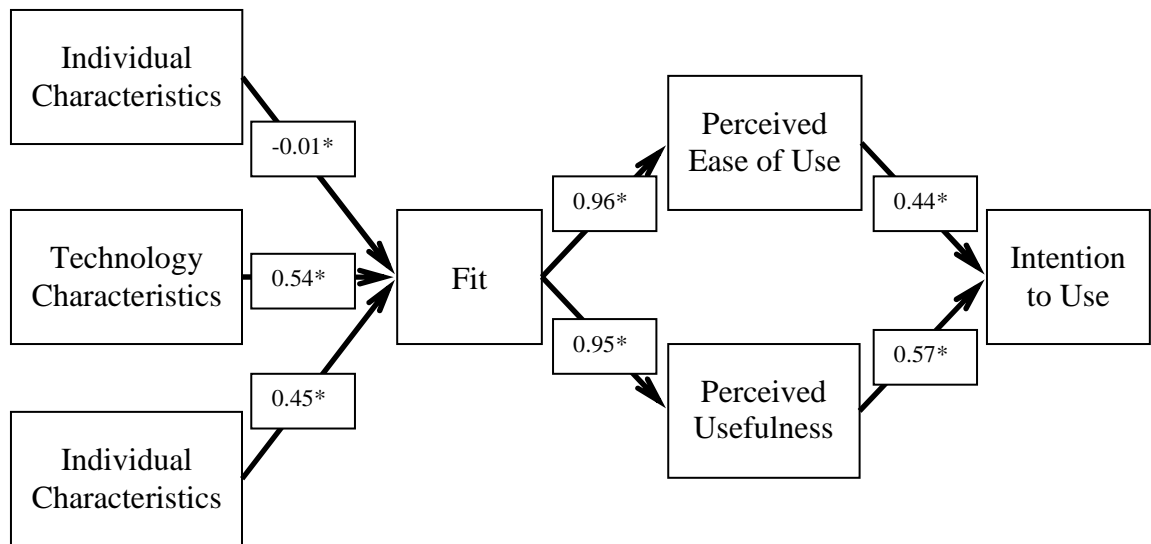 Individual
Characteristics
-0.01*
Technology
Characteristics
0.54*
Individual
Characteristics
0.45*
Fit
0.96*
0.95*
Perceived
Ease of Use
Perceived
Usefulness
0.44*
0.57*
Intention
to Use